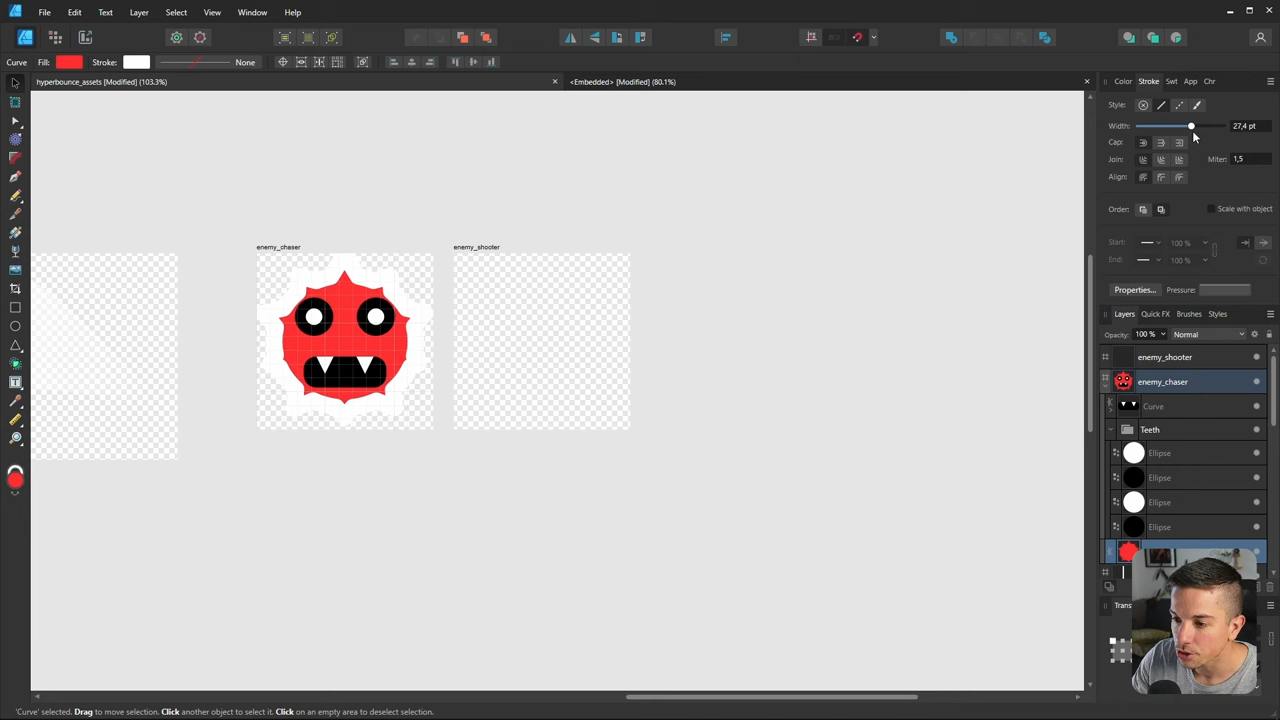 File Edit Text Layer Select View Window Help
Curve Fill: Stroke: None
hyperbounce_assets [Modified] (103.3%)
<Embedded> [Modified] (80.1%)
Color Stroke Swt App Chr
Style:
Width: 27,4 pt
Cap:
Join: Miter: 1,5
Align:
Order: Scale with object
Start: 100 %
End: 100 %
Properties... Pressure:
enemy_chaser
enemy_shooter
Layers Quick FX Brushes Styles
Opacity: 100 % Normal
enemy_shooter
enemy_chaser
Curve
Teeth
Ellipse
Ellipse
Ellipse
Ellipse
'Curve' selected. Drag to move selection. Click another object to select it. Click on an empty area to deselect selection.